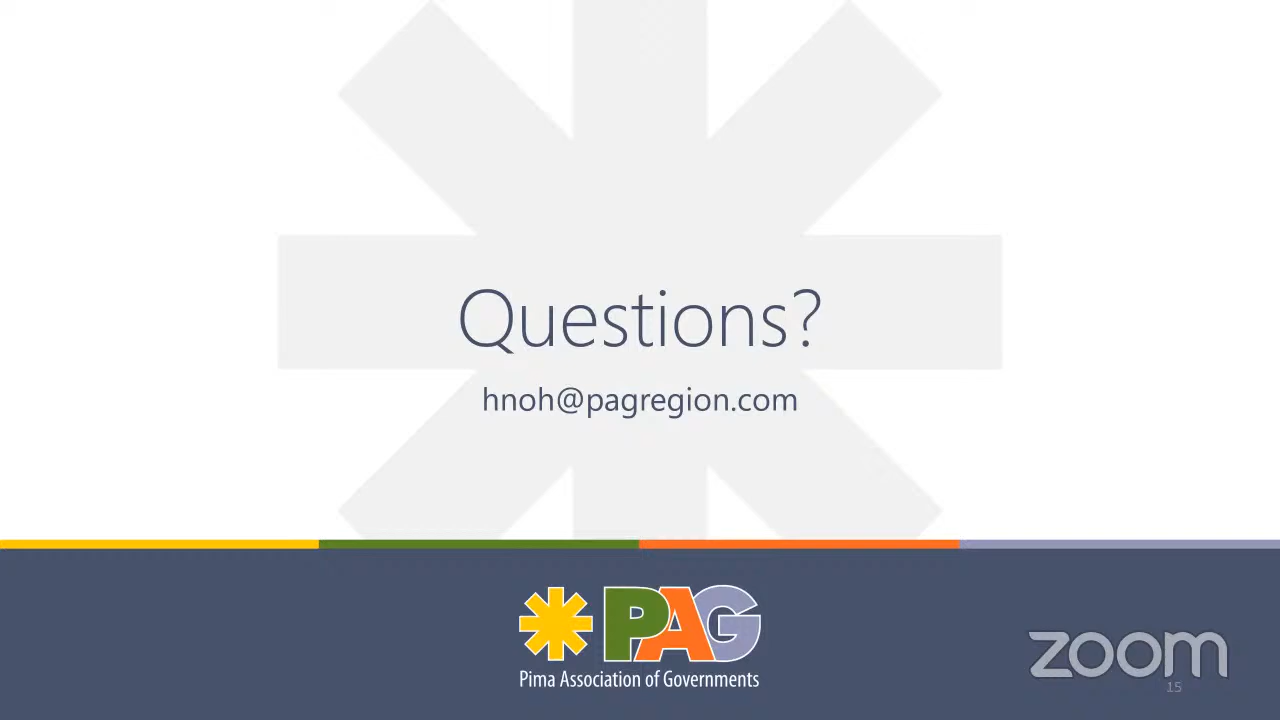 Questions?
hnoh@pagregion.com
PAG
Pima Association of Governments
zoom
15